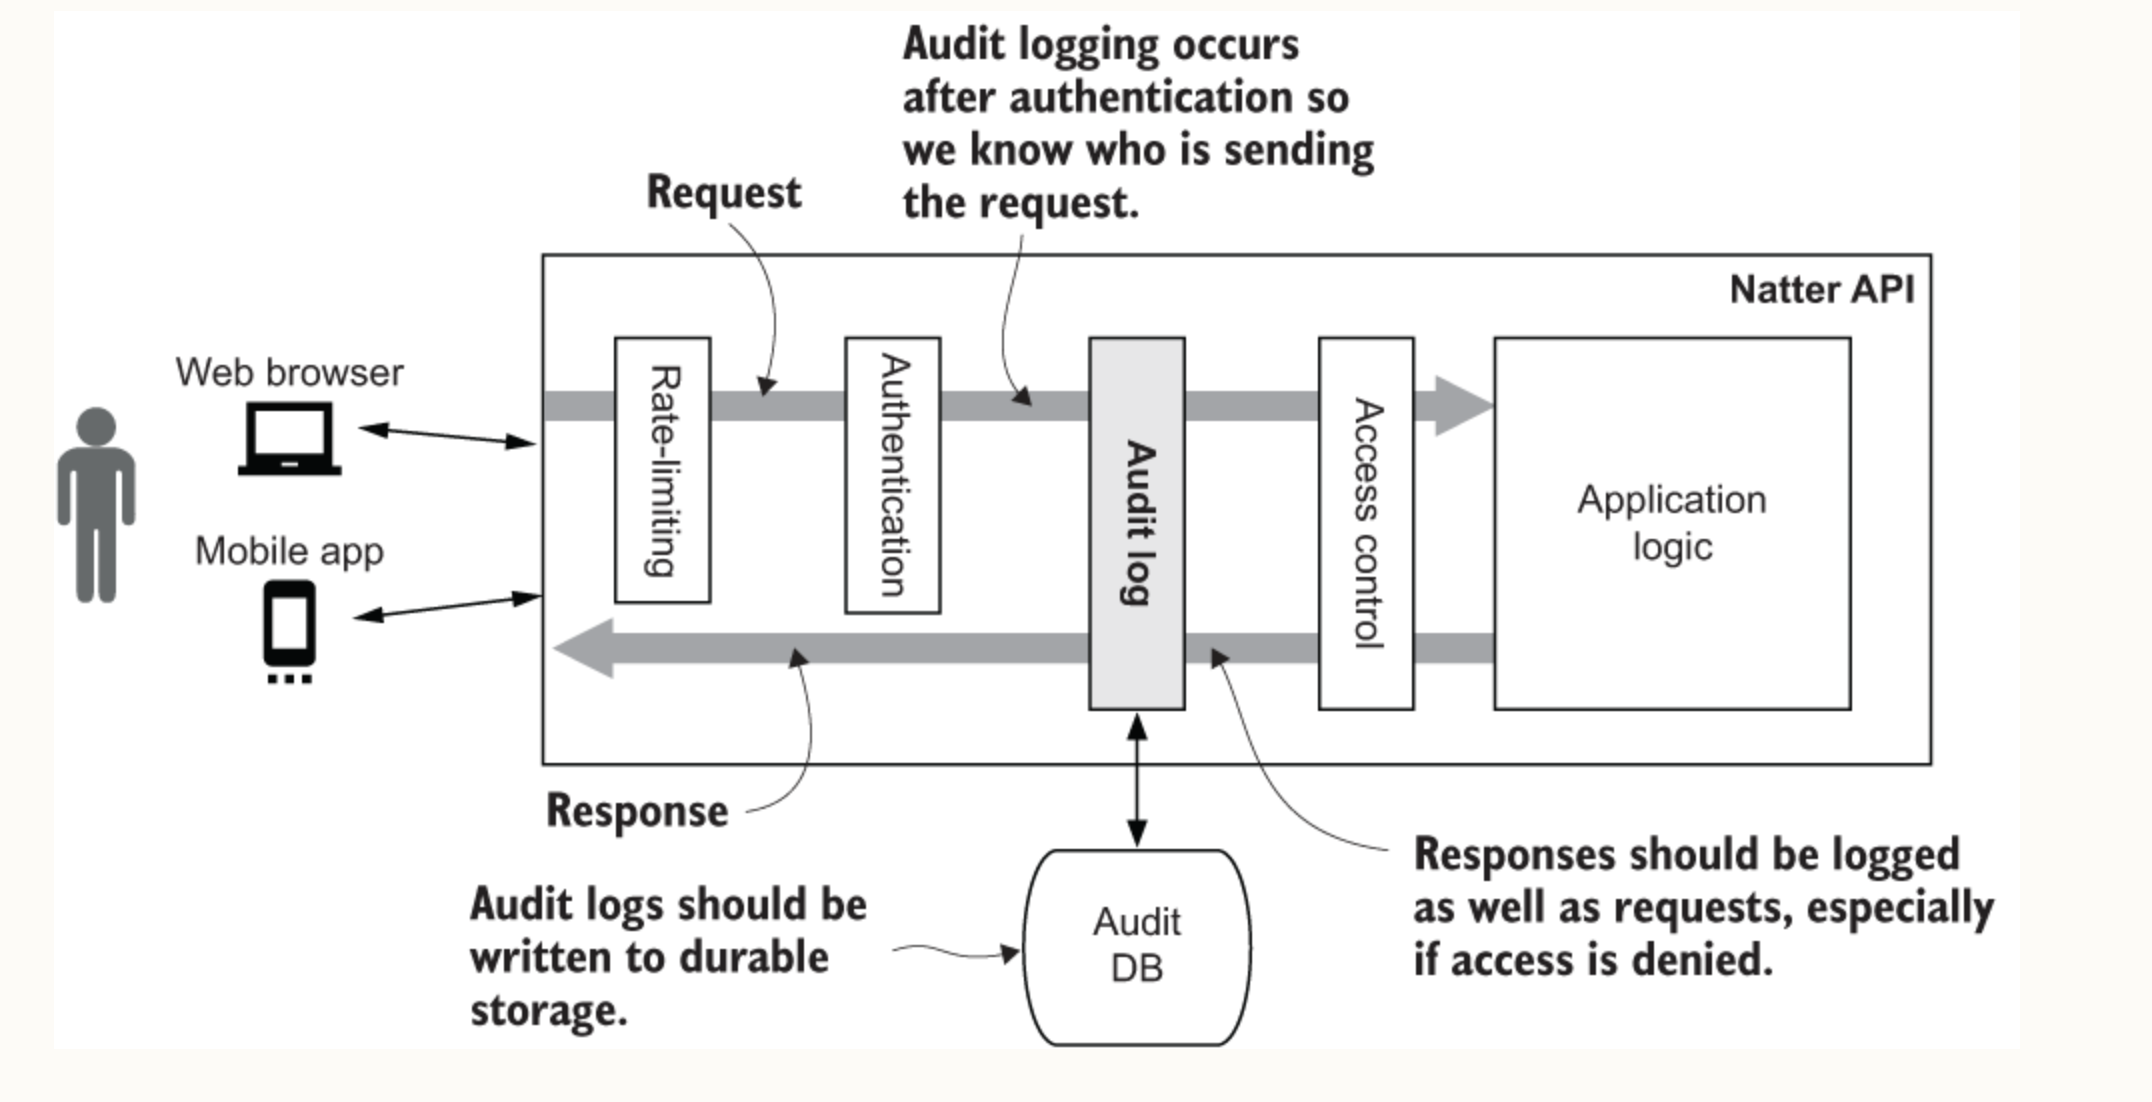 Audit logging occurs
after authentication so
we know who is sending
the request.
Request
Natter API
Web browser
Mobile app
Rate-limiting
Authentication
Audit log
Access control
Application
logic
Response
Audit logs should be
written to durable
storage.
Audit
DB
Responses should be logged
as well as requests, especially
if access is denied.